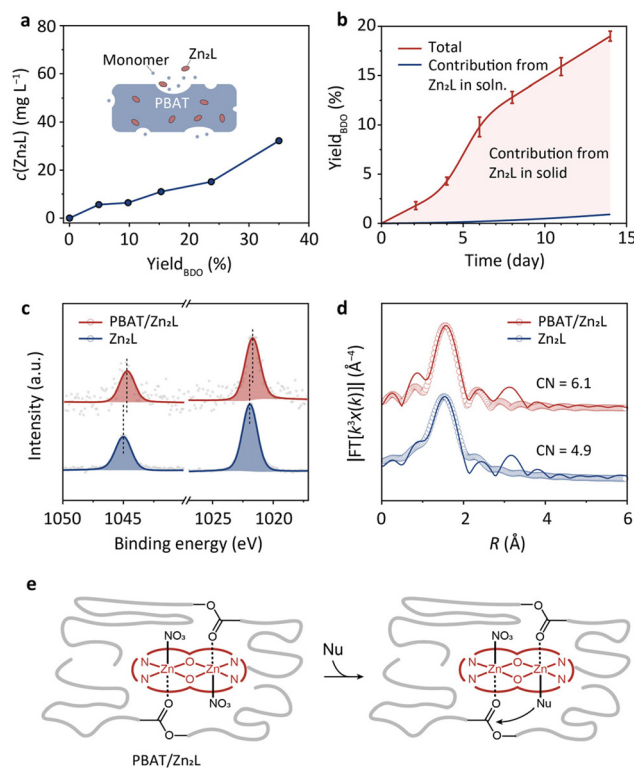 a
c(Zn₂L) (mg L⁻¹)
80
60
40
20
0
0 10 20 30 40
Yield_BDO (%)
Monomer
Zn₂L
PBAT
b
Yield_BDO (%)
20
15
10
5
0
0 5 10 15
Time (day)
Total
Contribution from
Zn₂L in soln.
Contribution from
Zn₂L in solid
c
Intensity (a.u.)
PBAT/Zn₂L
Zn₂L
1050 1045 1025 1020
Binding energy (eV)
d
|FT[k³x(k)]| (Å⁻⁴)
PBAT/Zn₂L
Zn₂L
CN = 6.1
CN = 4.9
0 2 4 6
R (Å)
e
O
NO₃ O
N Zn O Zn N
N O N
O NO₃
O
PBAT/Zn₂L
Nu
O
NO₃ O
N Zn O Zn N
N O N
O Nu
O